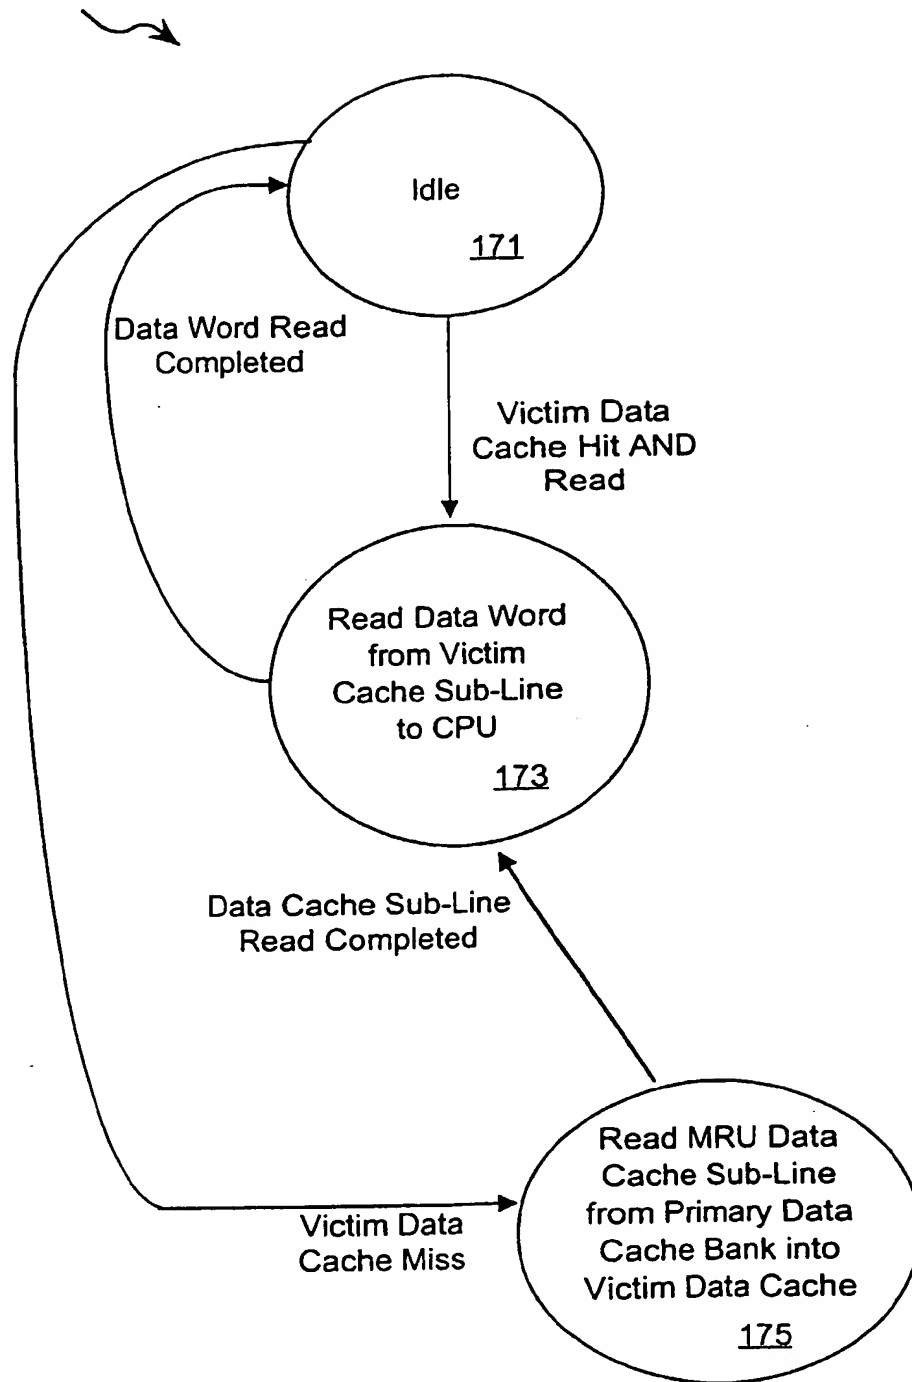 Idle
171
Data Word Read
Completed
Victim Data
Cache Hit AND
Read
Read Data Word
from Victim
Cache Sub-Line
to CPU
173
Data Cache Sub-Line
Read Completed
Read MRU Data
Cache Sub-Line
from Primary Data
Cache Bank into
Victim Data Cache
175
Victim Data
Cache Miss